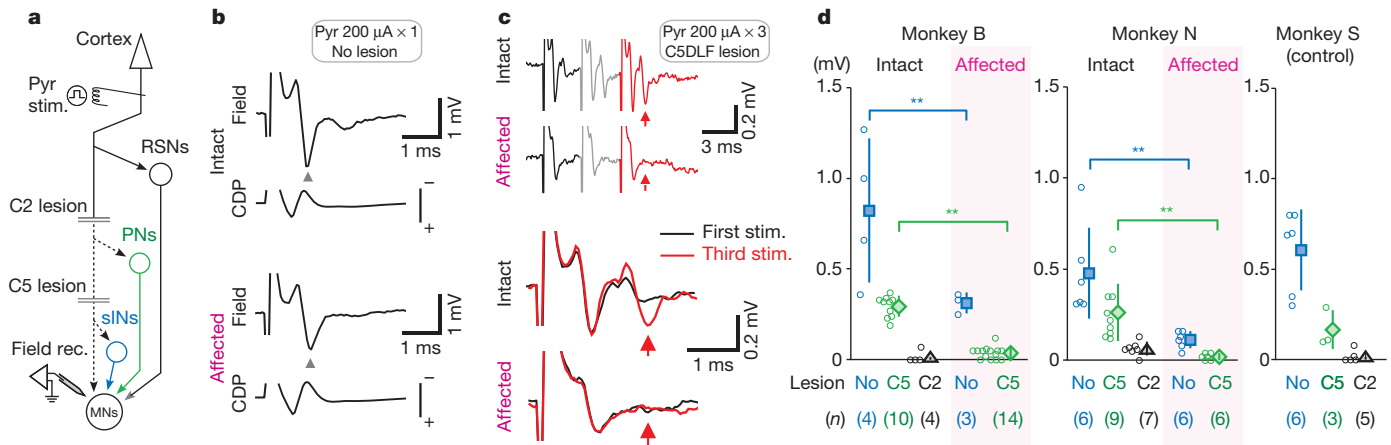 a
Cortex
Pyr
stim.
RSNs
C2 lesion
PNs
C5 lesion
sINs
Field rec.
MNs
b
Pyr 200 µA × 1
No lesion
Intact
Field
1 mV
1 ms
CDP
−
+
Affected
Field
1 mV
1 ms
CDP
−
+
c
Pyr 200 µA × 3
C5DLF lesion
Intact
Affected
0.2 mV
3 ms
First stim.
Third stim.
Intact
0.2 mV
1 ms
Affected
d
Monkey B
Monkey N
Monkey S
(control)
(mV)
Intact
Affected
Intact
Affected
1.5
1.0
0.5
0
**
**
1.5
1.0
0.5
0
**
**
1.5
1.0
0.5
0
Lesion No C5 C2 No C5 No C5 C2 No C5 No C5 C2
(n) (4) (10) (4) (3) (14) (6) (9) (7) (6) (6) (6) (3) (5)